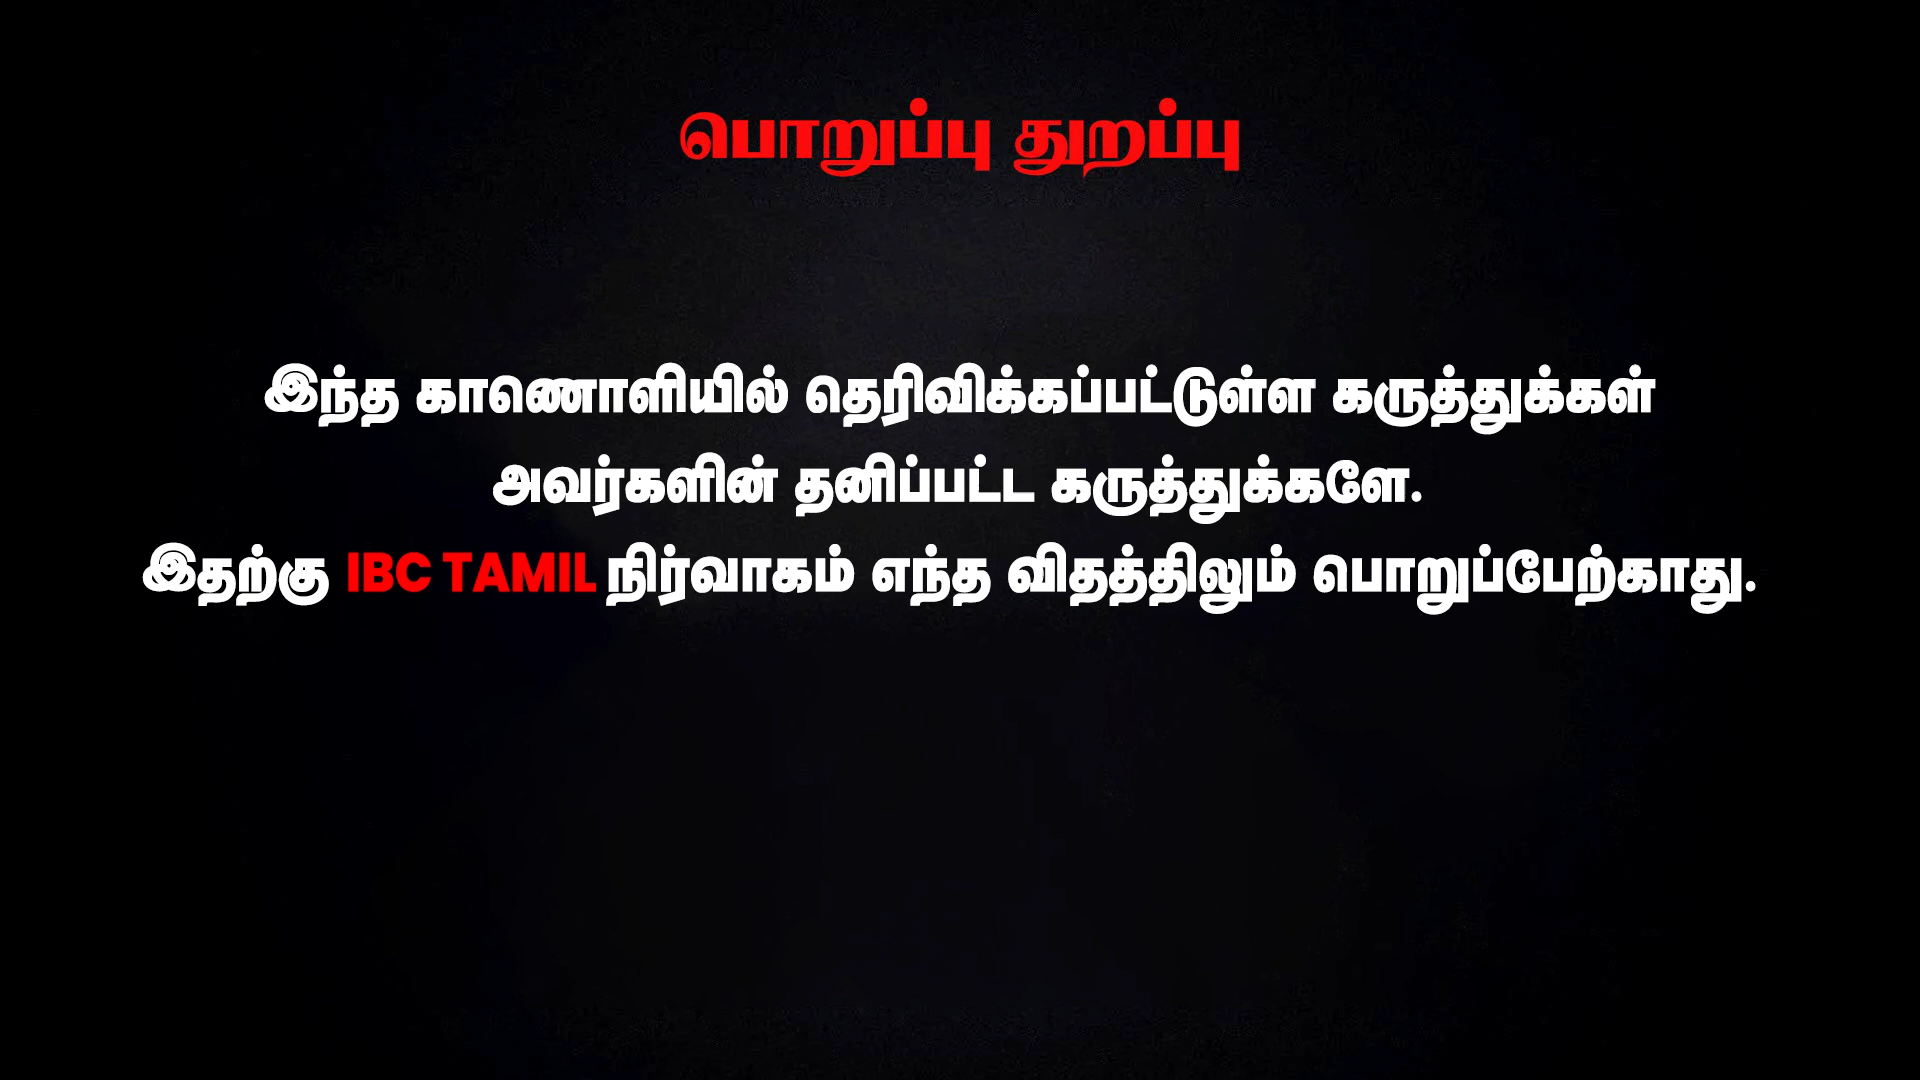 பொறுப்பு துறப்பு
இந்த காணொளியில் தெரிவிக்கப்பட்டுள்ள கருத்துக்கள்
அவர்களின் தனிப்பட்ட கருத்துக்களே.
இதற்கு IBC TAMIL நிர்வாகம் எந்த விதத்திலும் பொறுப்பேற்காது.